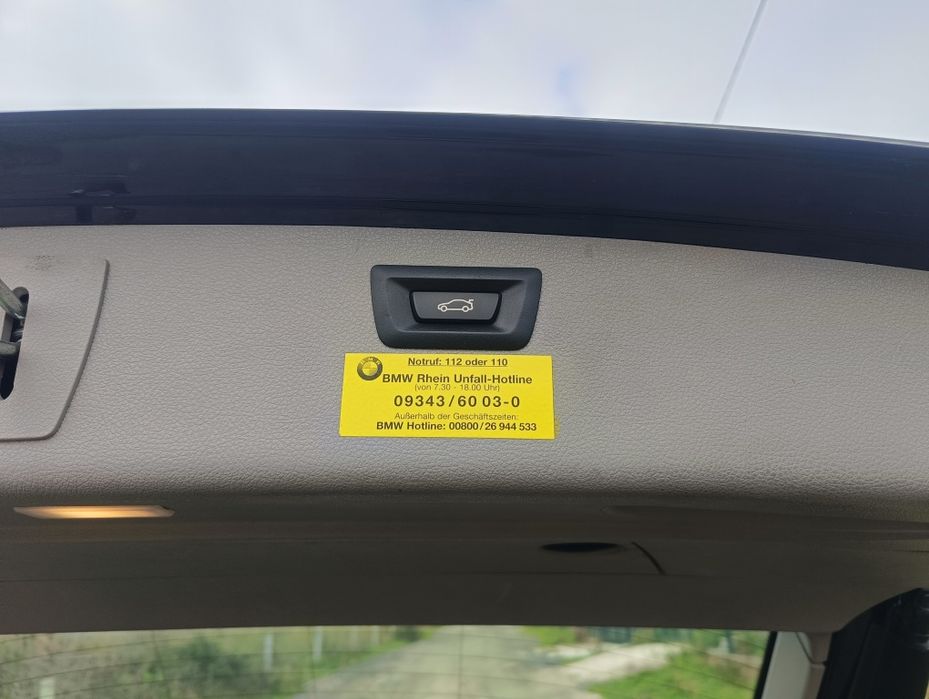 Notruf: 112 oder 110
BMW Rhein Unfall-Hotline
(von 7.30 - 18.00 Uhr)
09343/60 03-0
Außerhalb der Geschäftszeiten:
BMW Hotline: 00800/26 944 533